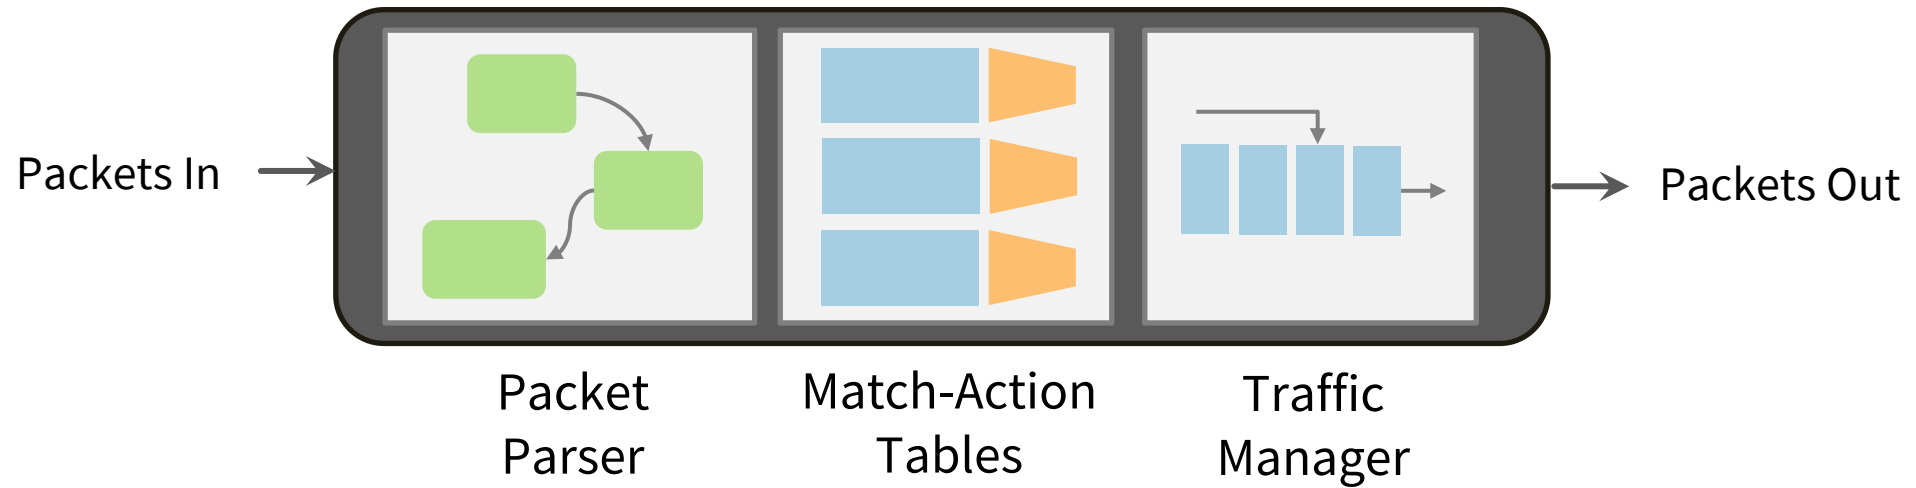 Packets In
Packets Out
Packet
Parser
Match-Action
Tables
Traffic
Manager